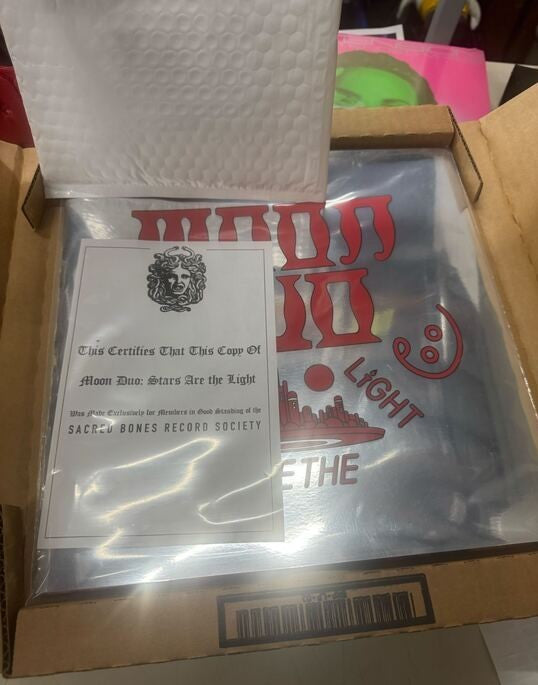 MOON
DUO
LiGHT
E THE
This Certifies That This Copy Of
Moon Duo: Stars Are the Light
Was Made Exclusively for Members in Good Standing of the
SACRED BONES RECORD SOCIETY